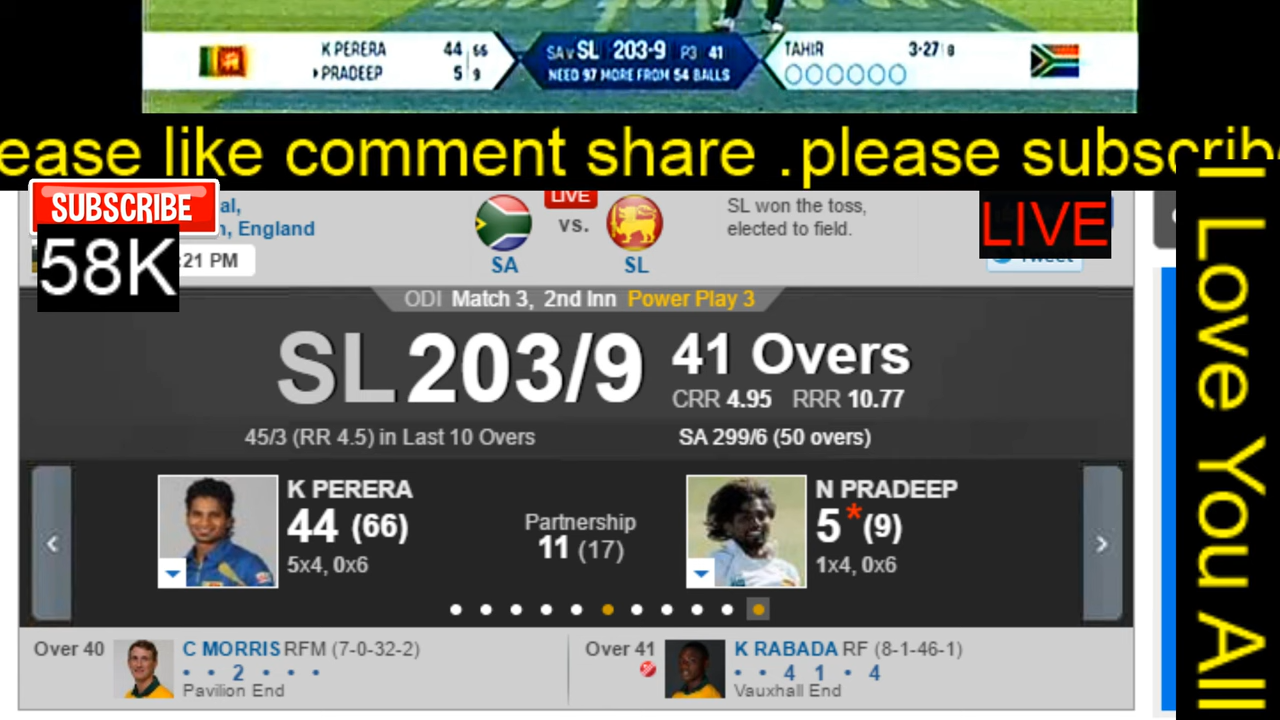 K PERERA 44 66
PRADEEP 5 9
SA v SL 203-9 P3 41
NEED 97 MORE FROM 54 BALLS
TAHIR 3-27 8
ease like comment share .please subscribe
SUBSCRIBE
58K
al,
, England
:21 PM
LIVE
vs.
SA
SL
SL won the toss,
elected to field.
LIVE
Tweet
ODI Match 3, 2nd Inn Power Play 3
SL 203/9
41 Overs
CRR 4.95 RRR 10.77
45/3 (RR 4.5) in Last 10 Overs
SA 299/6 (50 overs)
K PERERA
44 (66)
5x4, 0x6
Partnership
11 (17)
N PRADEEP
5*(9)
1x4, 0x6
Over 40
C MORRIS RFM (7-0-32-2)
• • 2 • • •
Pavilion End
Over 41
K RABADA RF (8-1-46-1)
• • 4 1 • 4
Vauxhall End
I Love You All